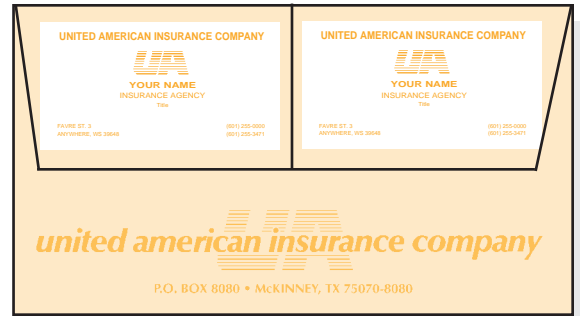 UNITED AMERICAN INSURANCE COMPANY
UA
YOUR NAME
INSURANCE AGENCY
Title
FAVRE ST. 3 (601) 255-0000
ANYWHERE, WS 39648 (601) 255-3471
UNITED AMERICAN INSURANCE COMPANY
UA
YOUR NAME
INSURANCE AGENCY
Title
FAVRE ST. 3 (601) 255-0000
ANYWHERE, WS 39648 (601) 255-3471
UA
united american insurance company
P.O. BOX 8080 • McKINNEY, TX 75070-8080